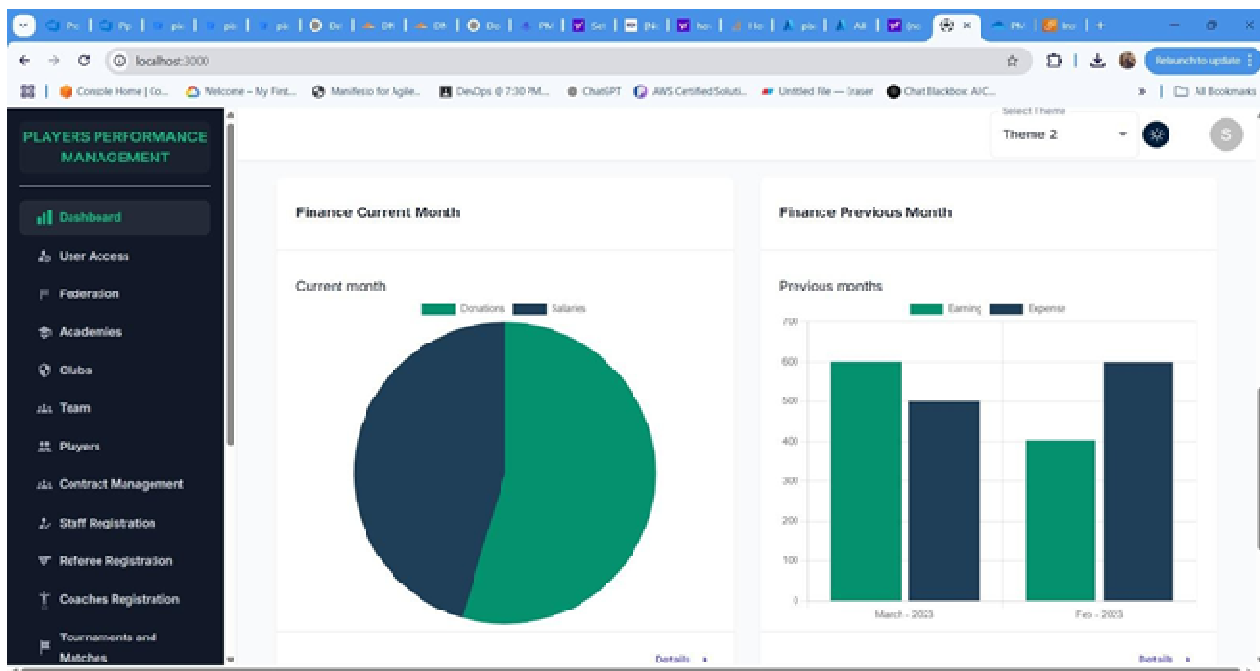 localhost:3000
Relaunch to update
Console Home | Co...
Welcome – My First...
Manifesto for Agile...
DevOps @ 7:30 PM...
ChatGPT
AWS Certified Soluti...
Untitled File — Eraser
Chat Blackbox: AI C...
All Bookmarks
PLAYERS PERFORMANCE
MANAGEMENT
Select Theme
Theme 2
S
Dashboard
User Access
Federation
Academies
Clubs
Team
Players
Contract Management
Staff Registration
Referee Registration
Coaches Registration
Tournaments and
Matches
Finance Current Month
Current month
Donations
Salaries
Details
Finance Previous Month
Previous months
Earning
Expense
700
600
500
400
300
200
100
0
March - 2023
Feb - 2023
Details